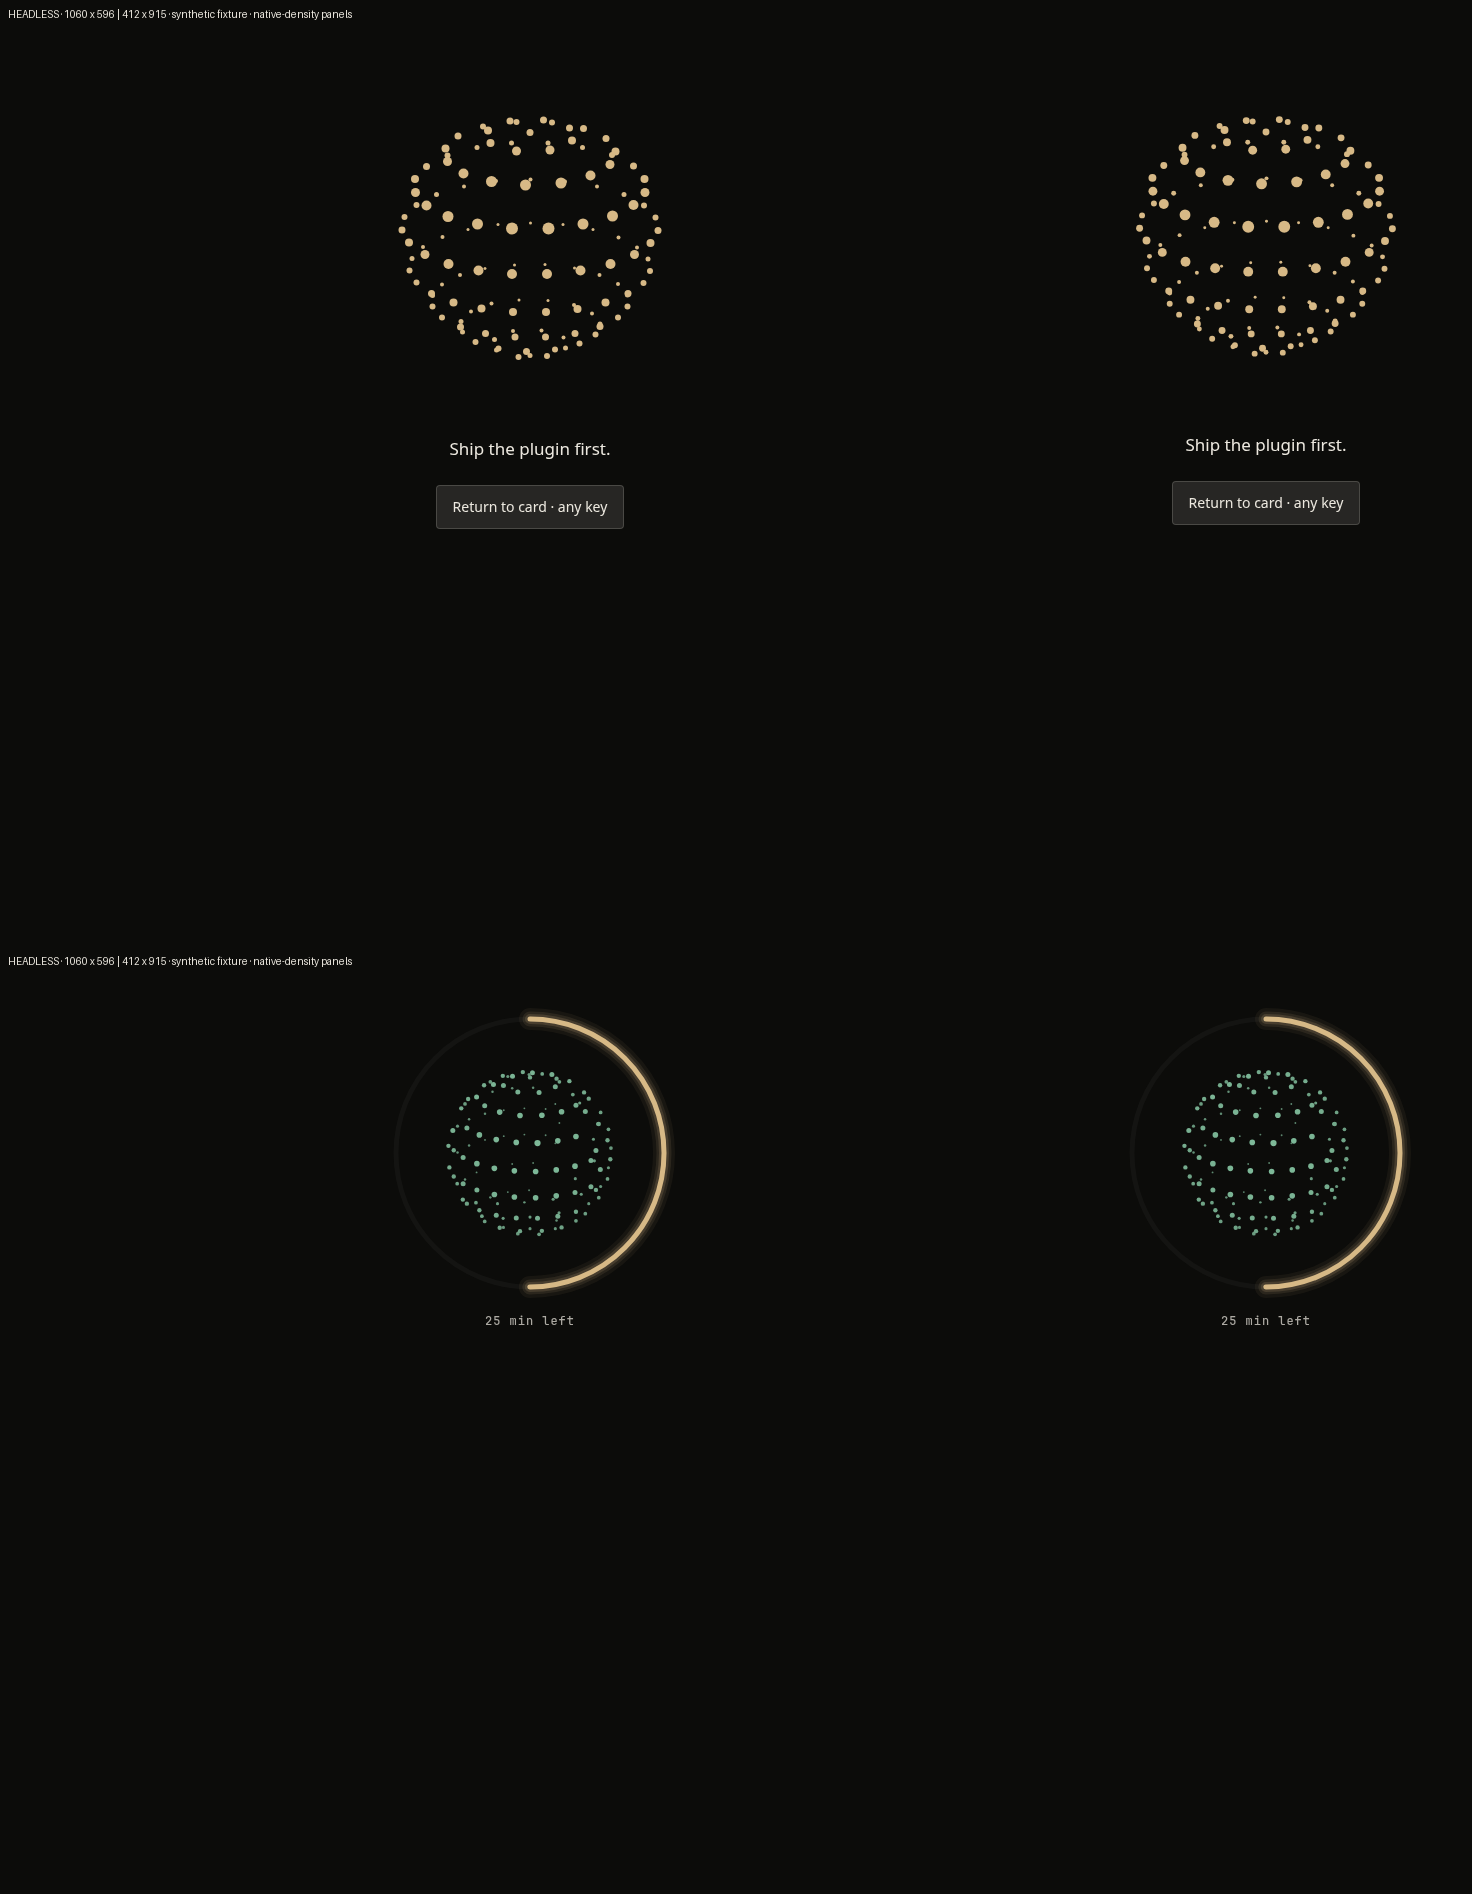 HEADLESS · 1060 x 596 | 412 x 915 · synthetic fixture · native-density panels
Ship the plugin first.
Return to card · any key
Ship the plugin first.
Return to card · any key
HEADLESS · 1060 x 596 | 412 x 915 · synthetic fixture · native-density panels
25 min left
25 min left